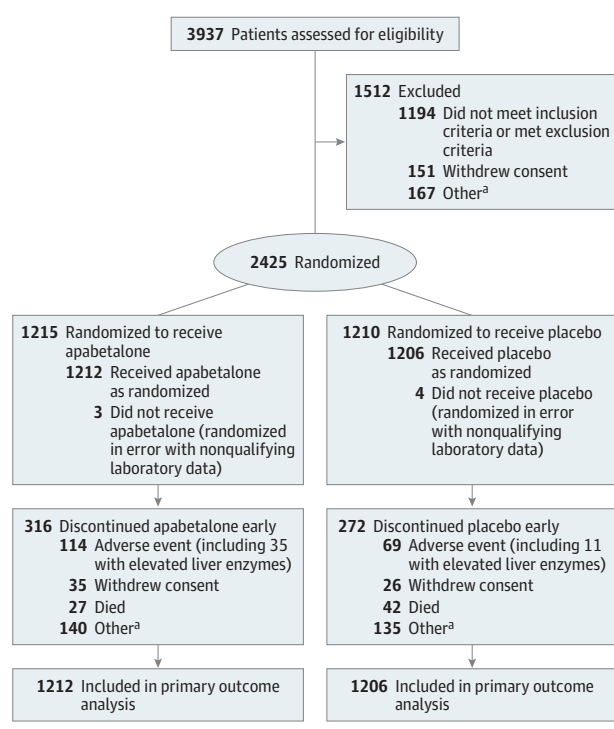 3937 Patients assessed for eligibility
1512 Excluded
1194 Did not meet inclusion
criteria or met exclusion
criteria
151 Withdrew consent
167 Otherᵃ
2425 Randomized
1215 Randomized to receive
apabetalone
1212 Received apabetalone
as randomized
3 Did not receive
apabetalone (randomized
in error with nonqualifying
laboratory data)
1210 Randomized to receive placebo
1206 Received placebo
as randomized
4 Did not receive placebo
(randomized in error
with nonqualifying
laboratory data)
316 Discontinued apabetalone early
114 Adverse event (including 35
with elevated liver enzymes)
35 Withdrew consent
27 Died
140 Otherᵃ
272 Discontinued placebo early
69 Adverse event (including 11
with elevated liver enzymes)
26 Withdrew consent
42 Died
135 Otherᵃ
1212 Included in primary outcome
analysis
1206 Included in primary outcome
analysis